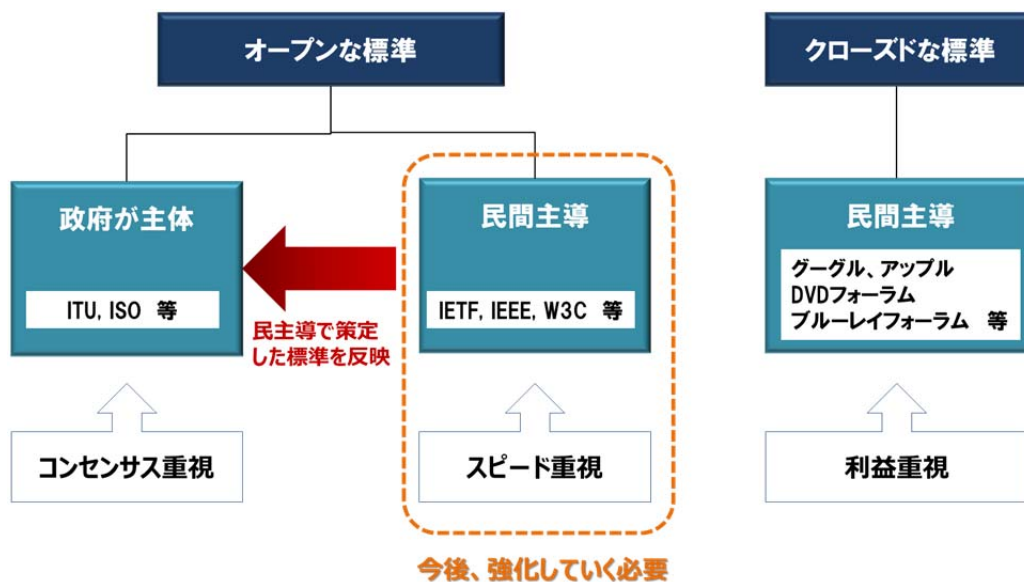 オープンな標準
クローズドな標準
政府が主体
ITU, ISO 等
民主導で策定
した標準を反映
民間主導
IETF, IEEE, W3C 等
民間主導
グーグル、アップル
DVDフォーラム
ブルーレイフォーラム 等
コンセンサス重視
スピード重視
利益重視
今後、強化していく必要